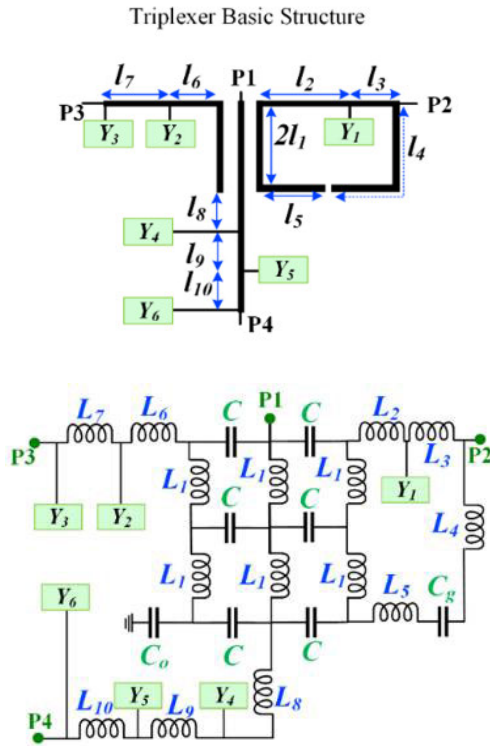 Triplexer Basic Structure
l7 l6 P1 l2 l3
P3 P2
Y3 Y2 Y1
2l1 l4
l5
l8
Y4
l9
Y5
l10
Y6
P4
P1
L7 L6 C C L2
P3 P2
L3
L1 L1 L1
Y1
Y3 Y2
C C L4
L1 L1 L1
Y6 L5 Cg
Co C C
Y5 Y4 L8
P4 L10 L9